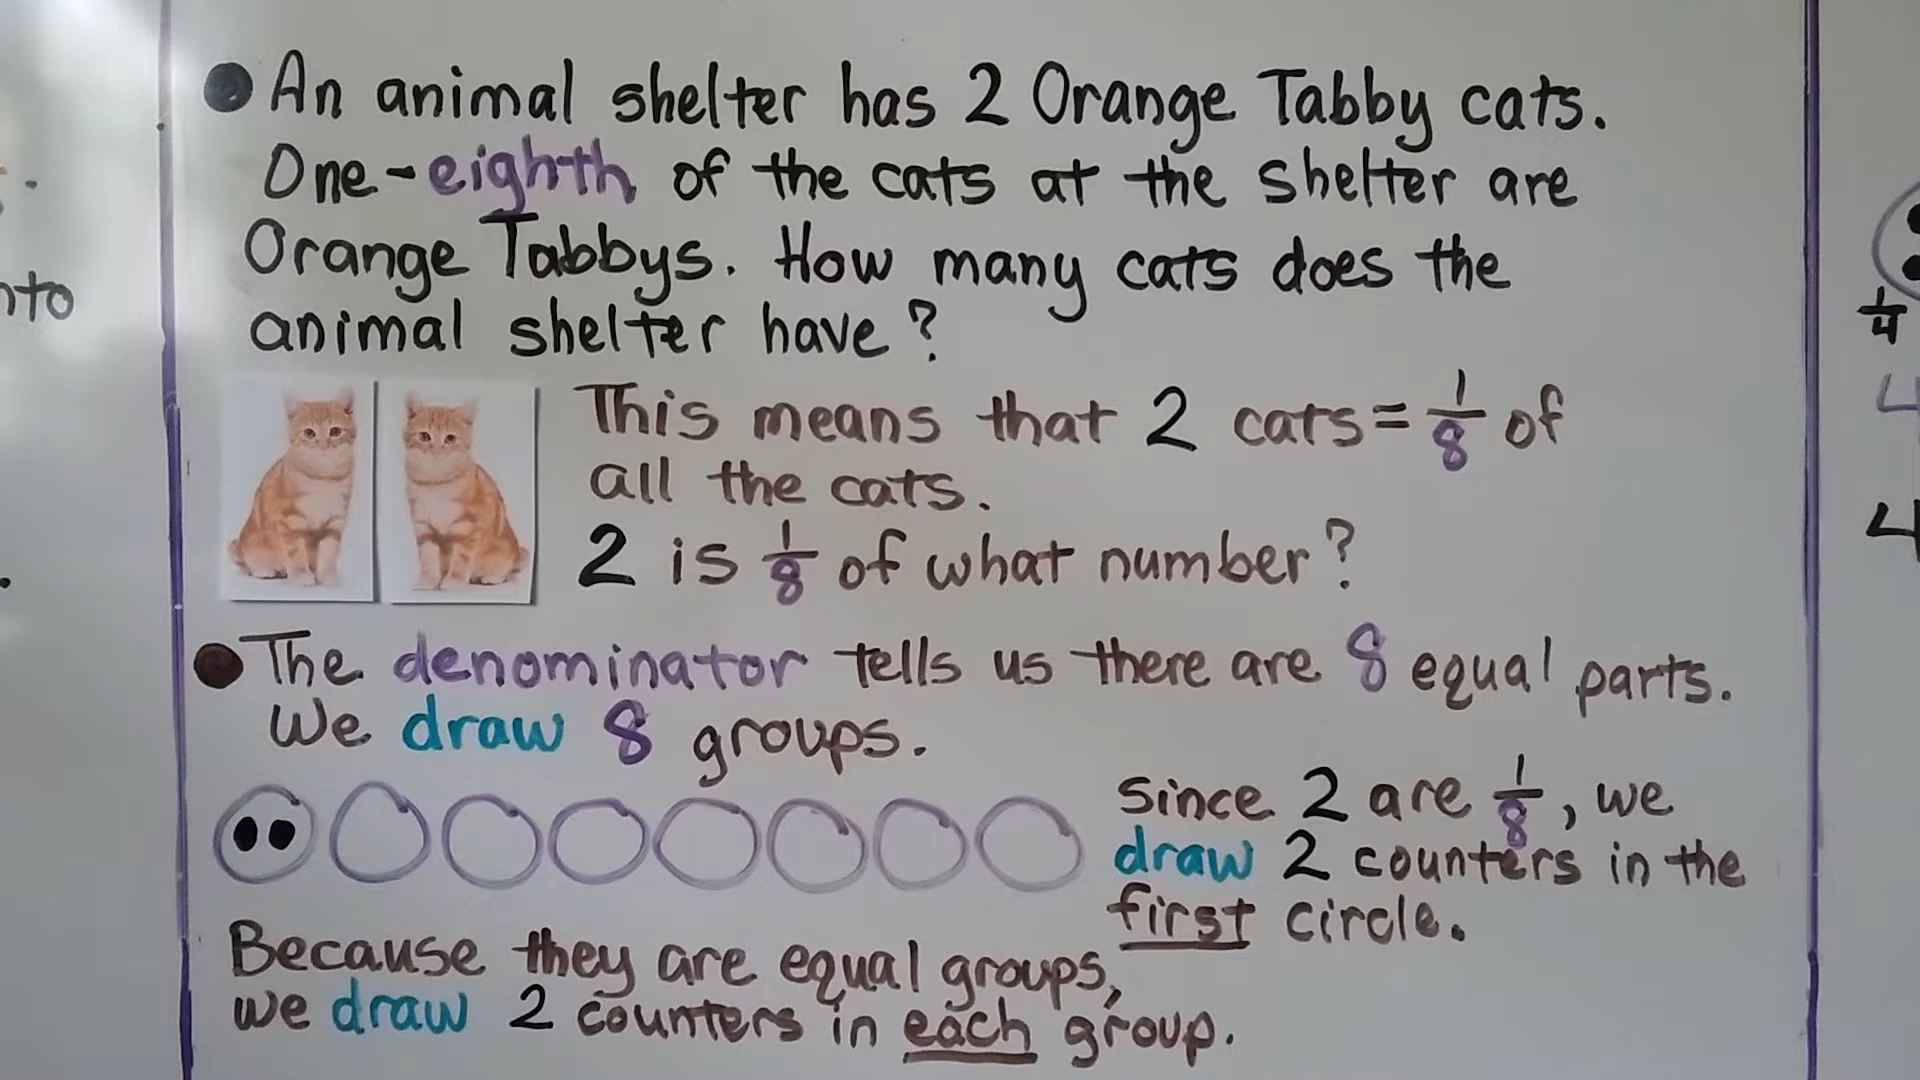 An animal shelter has 2 Orange Tabby cats.
One-eighth of the cats at the shelter are
Orange Tabbys. How many cats does the
animal shelter have?
This means that 2 cats = 1/8 of
all the cats.
2 is 1/8 of what number?
The denominator tells us there are 8 equal parts.
We draw 8 groups.
Since 2 are 1/8, we
draw 2 counters in the
first circle.
Because they are equal groups,
we draw 2 counters in each group.
1/4
4